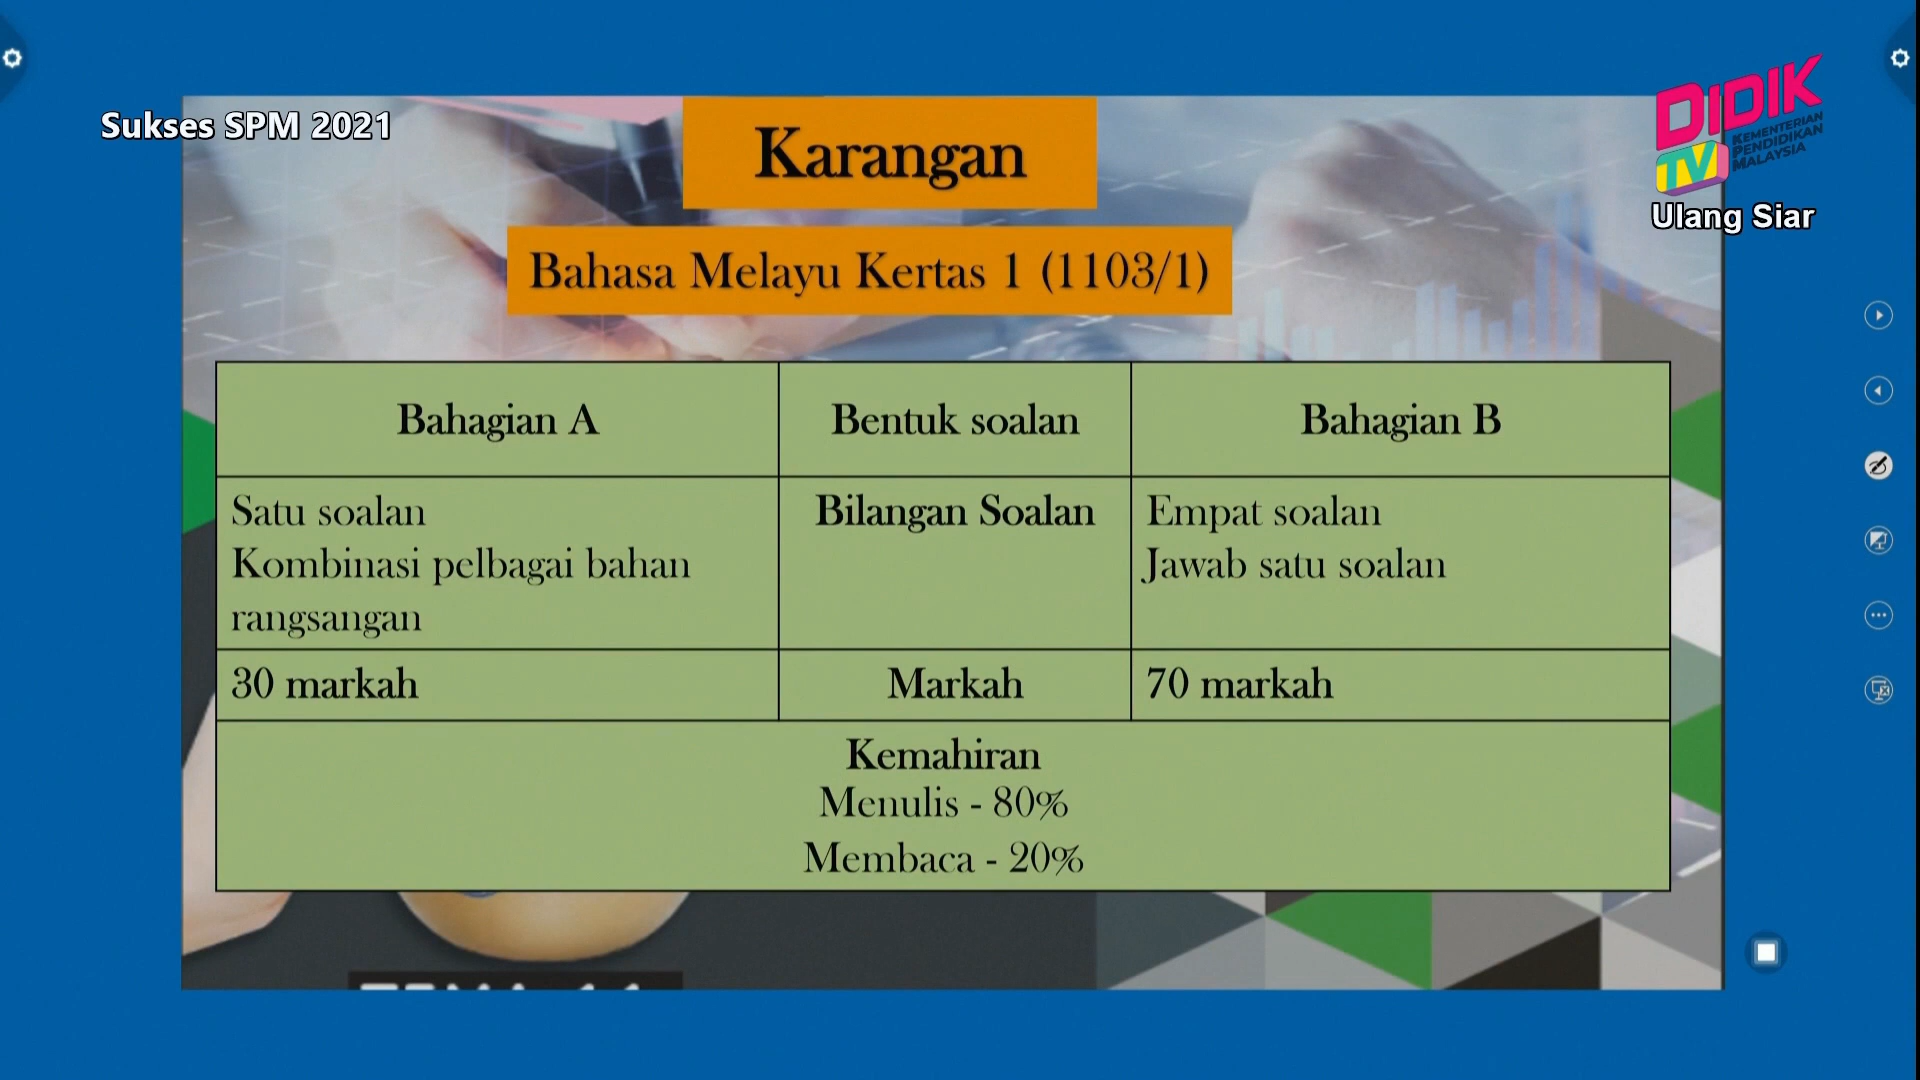 Sukses SPM 2021
DIDIK
TV
KEMENTERIAN
PENDIDIKAN
MALAYSIA
Ulang Siar
Karangan
Bahasa Melayu Kertas 1 (1103/1)
Bahagian A
Bentuk soalan
Bahagian B
Satu soalan
Kombinasi pelbagai bahan
rangsangan
Bilangan Soalan
Empat soalan
Jawab satu soalan
30 markah
Markah
70 markah
Kemahiran
Menulis - 80%
Membaca - 20%